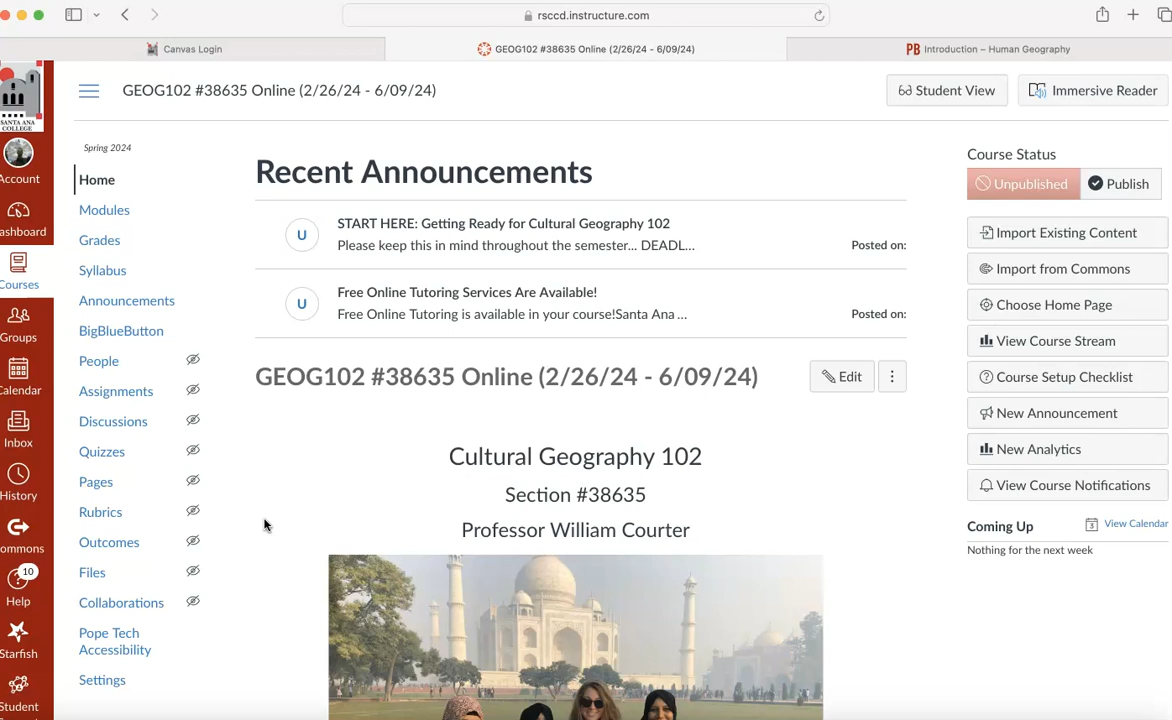 rsccd.instructure.com
Canvas Login
GEOG102 #38635 Online (2/26/24 - 6/09/24)
PB Introduction – Human Geography
SANTA ANA
COLLEGE
Account
ashboard
Courses
Groups
Calendar
Inbox
History
ommons
10
Help
Starfish
Student
GEOG102 #38635 Online (2/26/24 - 6/09/24)
Student View
Immersive Reader
Spring 2024
Home
Modules
Grades
Syllabus
Announcements
BigBlueButton
People
Assignments
Discussions
Quizzes
Pages
Rubrics
Outcomes
Files
Collaborations
Pope Tech
Accessibility
Settings
Recent Announcements
U
START HERE: Getting Ready for Cultural Geography 102
Please keep this in mind throughout the semester... DEADL...
Posted on:
U
Free Online Tutoring Services Are Available!
Free Online Tutoring is available in your course!Santa Ana ...
Posted on:
GEOG102 #38635 Online (2/26/24 - 6/09/24)
Edit
Cultural Geography 102
Section #38635
Professor William Courter
Course Status
Unpublished
Publish
Import Existing Content
Import from Commons
Choose Home Page
View Course Stream
Course Setup Checklist
New Announcement
New Analytics
View Course Notifications
Coming Up
View Calendar
Nothing for the next week